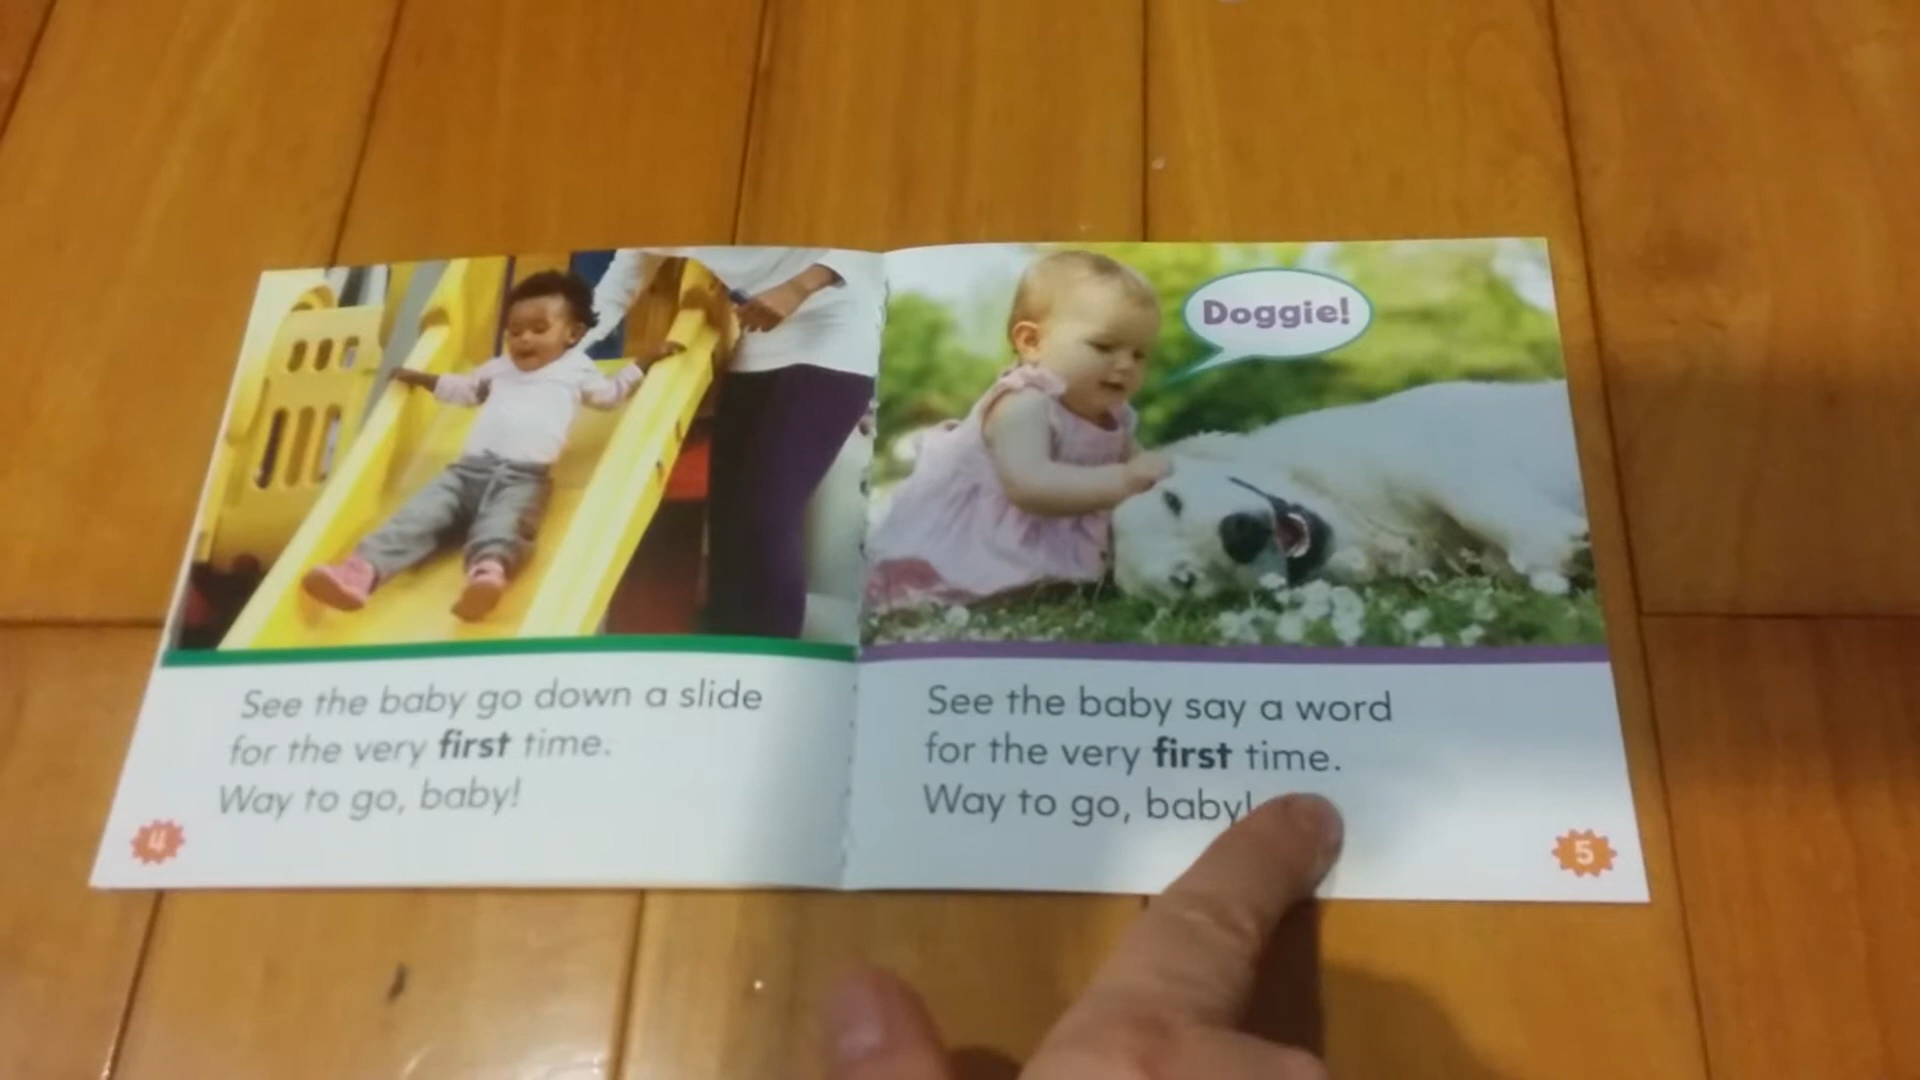 See the baby go down a slide
for the very first time.
Way to go, baby!
4
Doggie!
See the baby say a word
for the very first time.
Way to go, baby!
5